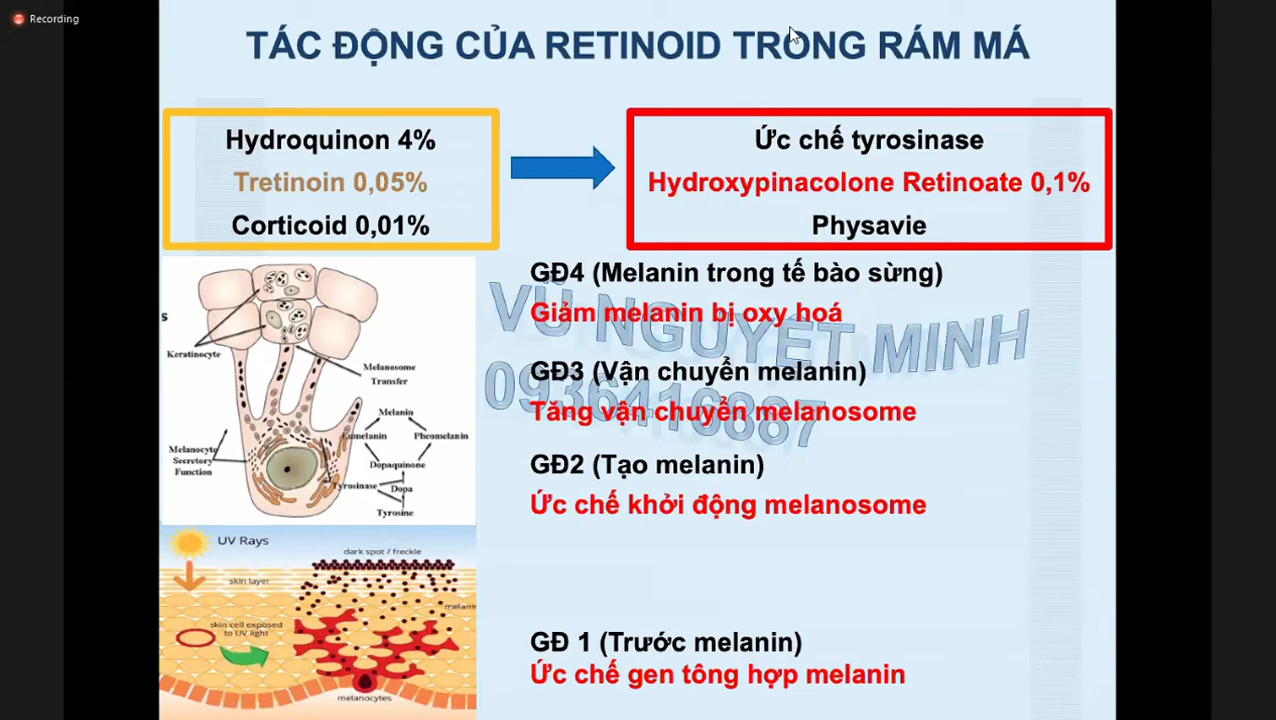 Recording
TÁC ĐỘNG CỦA RETINOID TRONG RÁM MÁ
Hydroquinon 4%
Tretinoin 0,05%
Corticoid 0,01%
Ức chế tyrosinase
Hydroxypinacolone Retinoate 0,1%
Physavie
GĐ4 (Melanin trong tế bào sừng)
Giảm melanin bị oxy hoá
VŨ NGUYỆT MINH
GĐ3 (Vận chuyển melanin)
0936416887
Tăng vận chuyển melanosome
GĐ2 (Tạo melanin)
Ức chế khởi động melanosome
GĐ 1 (Trước melanin)
Ức chế gen tông hợp melanin
s
Keratinocyte
Melanosome
Transfer
Melanin
Eumelanin
Pheomelanin
Melanocyte
Secretory
Function
Dopaquinone
Tyrosinase
Dopa
Tyrosine
UV Rays
dark spot / freckle
skin layer
melanin
skin cell exposed
to UV light
melanocytes